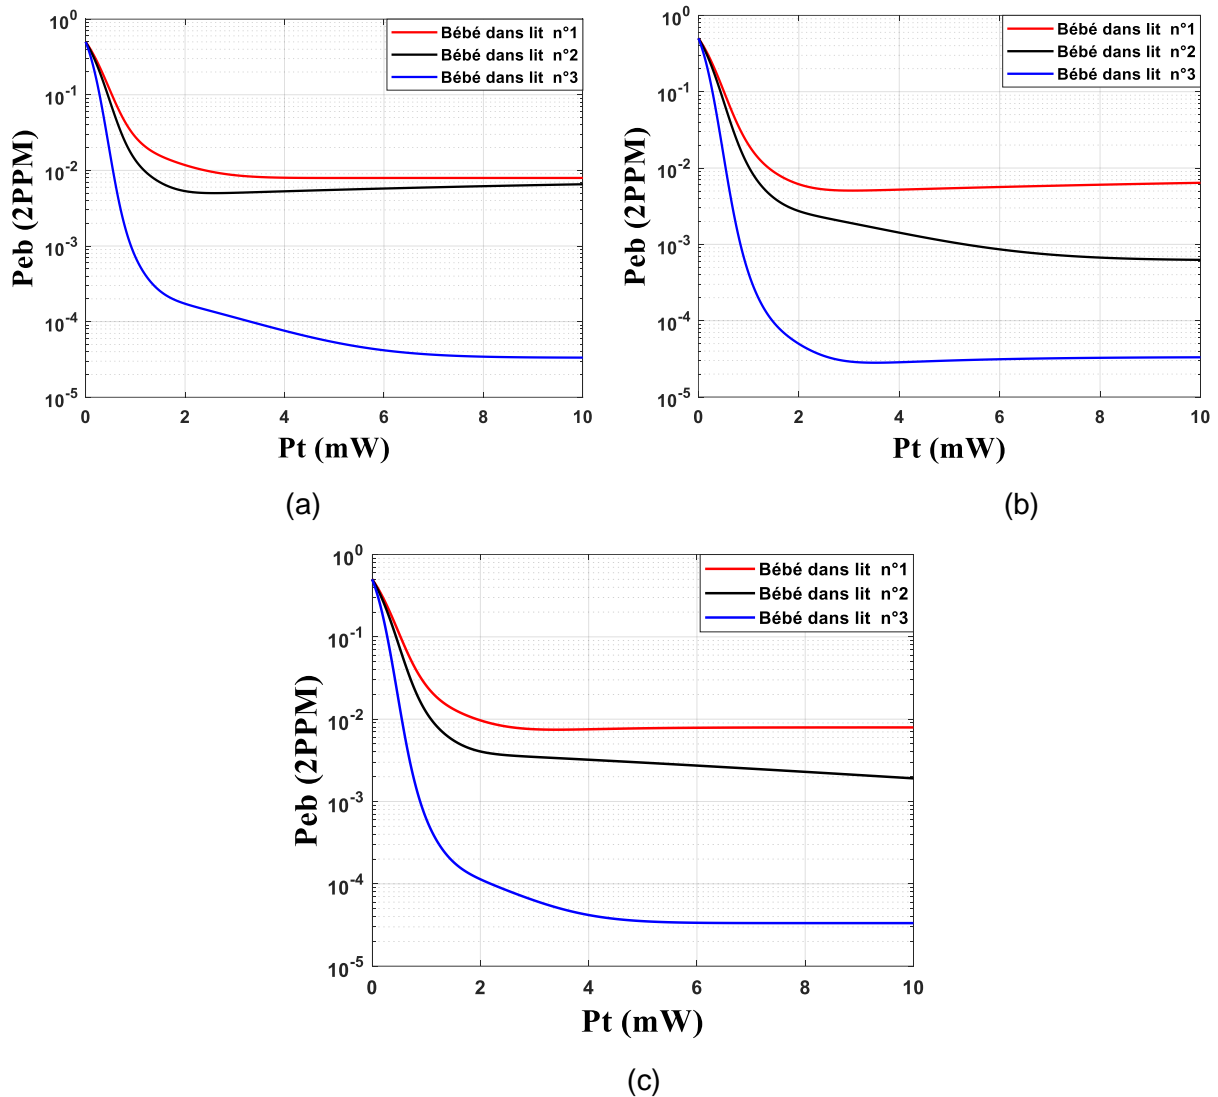 Peb (2PPM)
10^0
10^-1
10^-2
10^-3
10^-4
10^-5
Bébé dans lit n°1
Bébé dans lit n°2
Bébé dans lit n°3
0 2 4 6 8 10
Pt (mW)
(a)
Peb (2PPM)
10^0
10^-1
10^-2
10^-3
10^-4
10^-5
Bébé dans lit n°1
Bébé dans lit n°2
Bébé dans lit n°3
0 2 4 6 8 10
Pt (mW)
(b)
Peb (2PPM)
10^0
10^-1
10^-2
10^-3
10^-4
10^-5
Bébé dans lit n°1
Bébé dans lit n°2
Bébé dans lit n°3
0 2 4 6 8 10
Pt (mW)
(c)